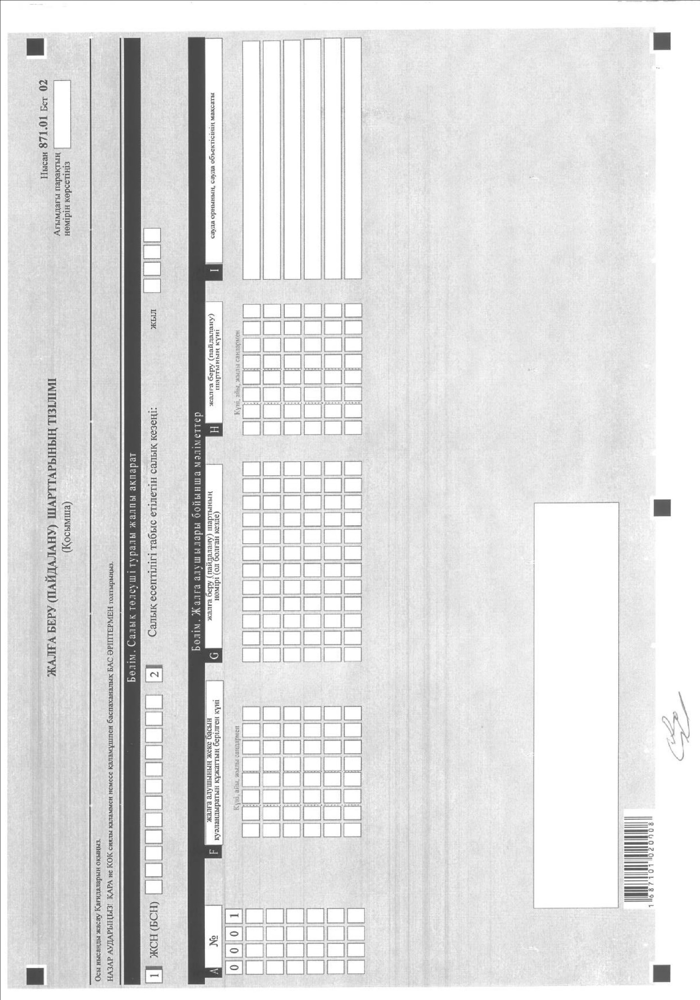 Нысан 871.01 Бет 02
ЖАЛҒА БЕРУ (ПАЙДАЛАНУ) ШАРТТАРЫНЫҢ ТІЗІЛІМІ
(Қосымша)
Ағымдағы парақтың
нөмірін көрсетіңіз
Осы нысанды жасау Қағидаларын оқыңыз.
НАЗАР АУДАРЫҢЫЗ! ҚАРА не КӨК сиялы қаламмен немесе қаламұшпен баспаханалық БАС ӘРІПТЕРМЕН толтырыңыз.
Бөлім. Салық төлеуші туралы жалпы ақпарат
1 ЖСН (БСН) 2 Салық есептілігі табыс етілетін салық кезеңі: жыл
Бөлім. Жалға алушылары бойынша мәліметтер
A № F жалға алушының жеке басын
куәландыратын құжаттың берілген күні
G жалға беру (пайдалану) шартының
нөмірі (ол болған кезде)
H жалға беру (пайдалану)
шартының күні
I сауда орнының, сауда объектісінің мақсаты
0 0 0 1
Күні, айы, жылы сандармен
Күні, айы, жылы сандармен
1 687101 020008